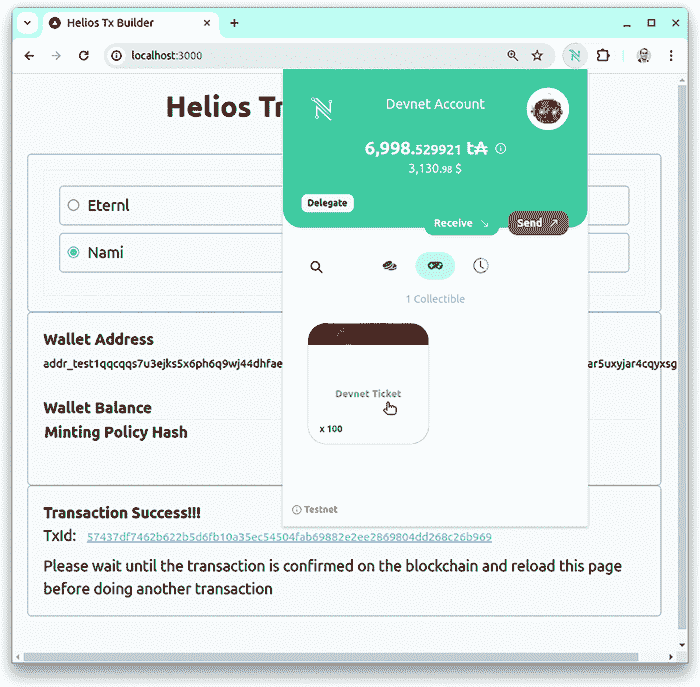 Helios Tx Builder
localhost:3000
Helios Tx
Devnet Account
6,998.529921 t₳
3,130.98 $
Delegate
Receive
Send
Eternl
Nami
1 Collectible
Devnet Ticket
x 100
Testnet
Wallet Address
addr_test1qqcqqs7u3ejks5x6ph6q9wj44dhfae
ar5uxyjar4cqyxsg
Wallet Balance
Minting Policy Hash
Transaction Success!!!
TxId: 57437df7462b622b5d6fb10a35ec54504fab69882e2ee2869804dd268c26b969
Please wait until the transaction is confirmed on the blockchain and reload this page
before doing another transaction